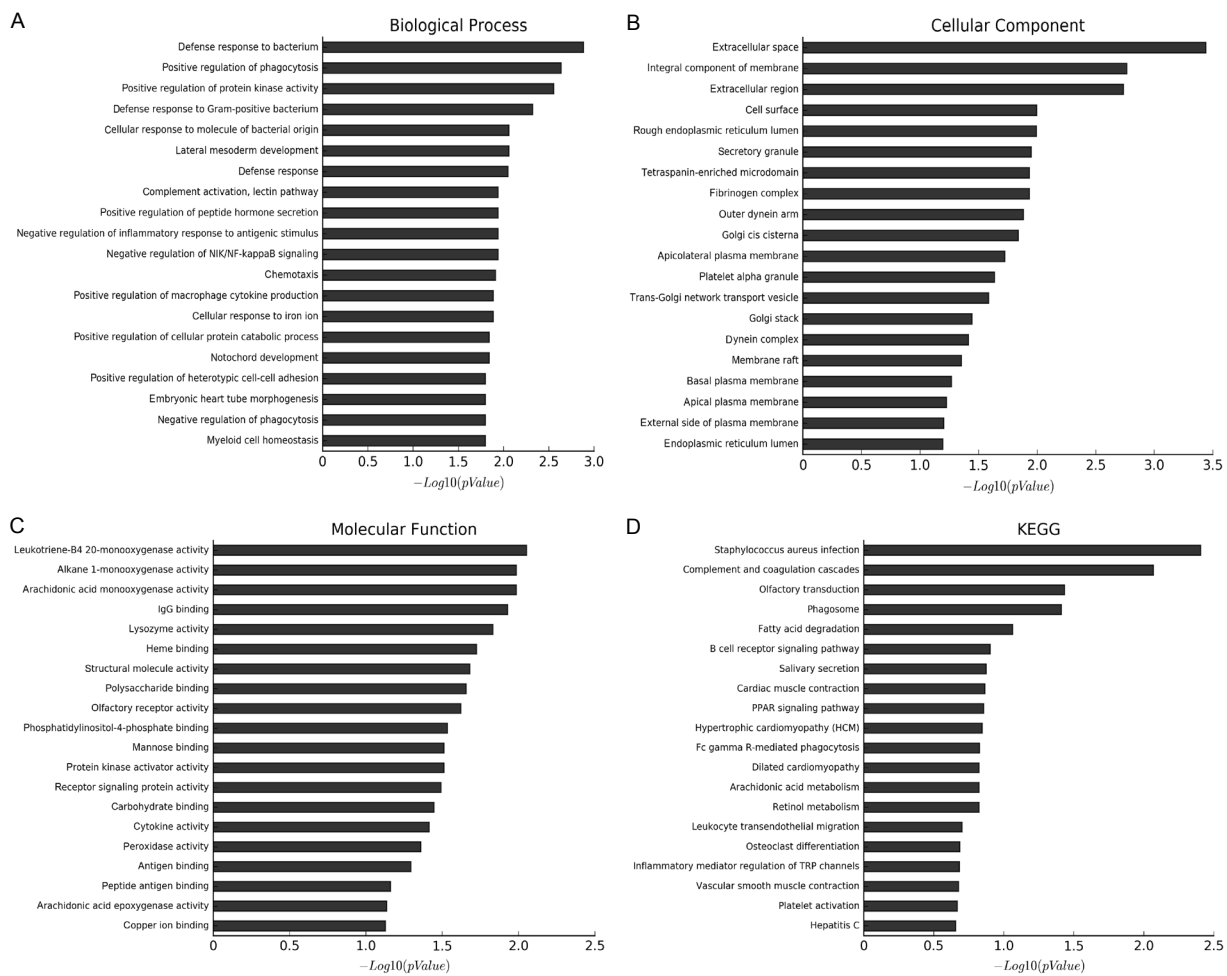 A
Biological Process
Defense response to bacterium
Positive regulation of phagocytosis
Positive regulation of protein kinase activity
Defense response to Gram-positive bacterium
Cellular response to molecule of bacterial origin
Lateral mesoderm development
Defense response
Complement activation, lectin pathway
Positive regulation of peptide hormone secretion
Negative regulation of inflammatory response to antigenic stimulus
Negative regulation of NIK/NF-kappaB signaling
Chemotaxis
Positive regulation of macrophage cytokine production
Cellular response to iron ion
Positive regulation of cellular protein catabolic process
Notochord development
Positive regulation of heterotypic cell-cell adhesion
Embryonic heart tube morphogenesis
Negative regulation of phagocytosis
Myeloid cell homeostasis
0 0.5 1.0 1.5 2.0 2.5 3.0
−Log10(pValue)
B
Cellular Component
Extracellular space
Integral component of membrane
Extracellular region
Cell surface
Rough endoplasmic reticulum lumen
Secretory granule
Tetraspanin-enriched microdomain
Fibrinogen complex
Outer dynein arm
Golgi cis cisterna
Apicolateral plasma membrane
Platelet alpha granule
Trans-Golgi network transport vesicle
Golgi stack
Dynein complex
Membrane raft
Basal plasma membrane
Apical plasma membrane
External side of plasma membrane
Endoplasmic reticulum lumen
0 0.5 1.0 1.5 2.0 2.5 3.0 3.5
−Log10(pValue)
C
Molecular Function
Leukotriene-B4 20-monooxygenase activity
Alkane 1-monooxygenase activity
Arachidonic acid monooxygenase activity
IgG binding
Lysozyme activity
Heme binding
Structural molecule activity
Polysaccharide binding
Olfactory receptor activity
Phosphatidylinositol-4-phosphate binding
Mannose binding
Protein kinase activator activity
Receptor signaling protein activity
Carbohydrate binding
Cytokine activity
Peroxidase activity
Antigen binding
Peptide antigen binding
Arachidonic acid epoxygenase activity
Copper ion binding
0 0.5 1.0 1.5 2.0 2.5
−Log10(pValue)
D
KEGG
Staphylococcus aureus infection
Complement and coagulation cascades
Olfactory transduction
Phagosome
Fatty acid degradation
B cell receptor signaling pathway
Salivary secretion
Cardiac muscle contraction
PPAR signaling pathway
Hypertrophic cardiomyopathy (HCM)
Fc gamma R-mediated phagocytosis
Dilated cardiomyopathy
Arachidonic acid metabolism
Retinol metabolism
Leukocyte transendothelial migration
Osteoclast differentiation
Inflammatory mediator regulation of TRP channels
Vascular smooth muscle contraction
Platelet activation
Hepatitis C
0 0.5 1.0 1.5 2.0 2.5
−Log10(pValue)